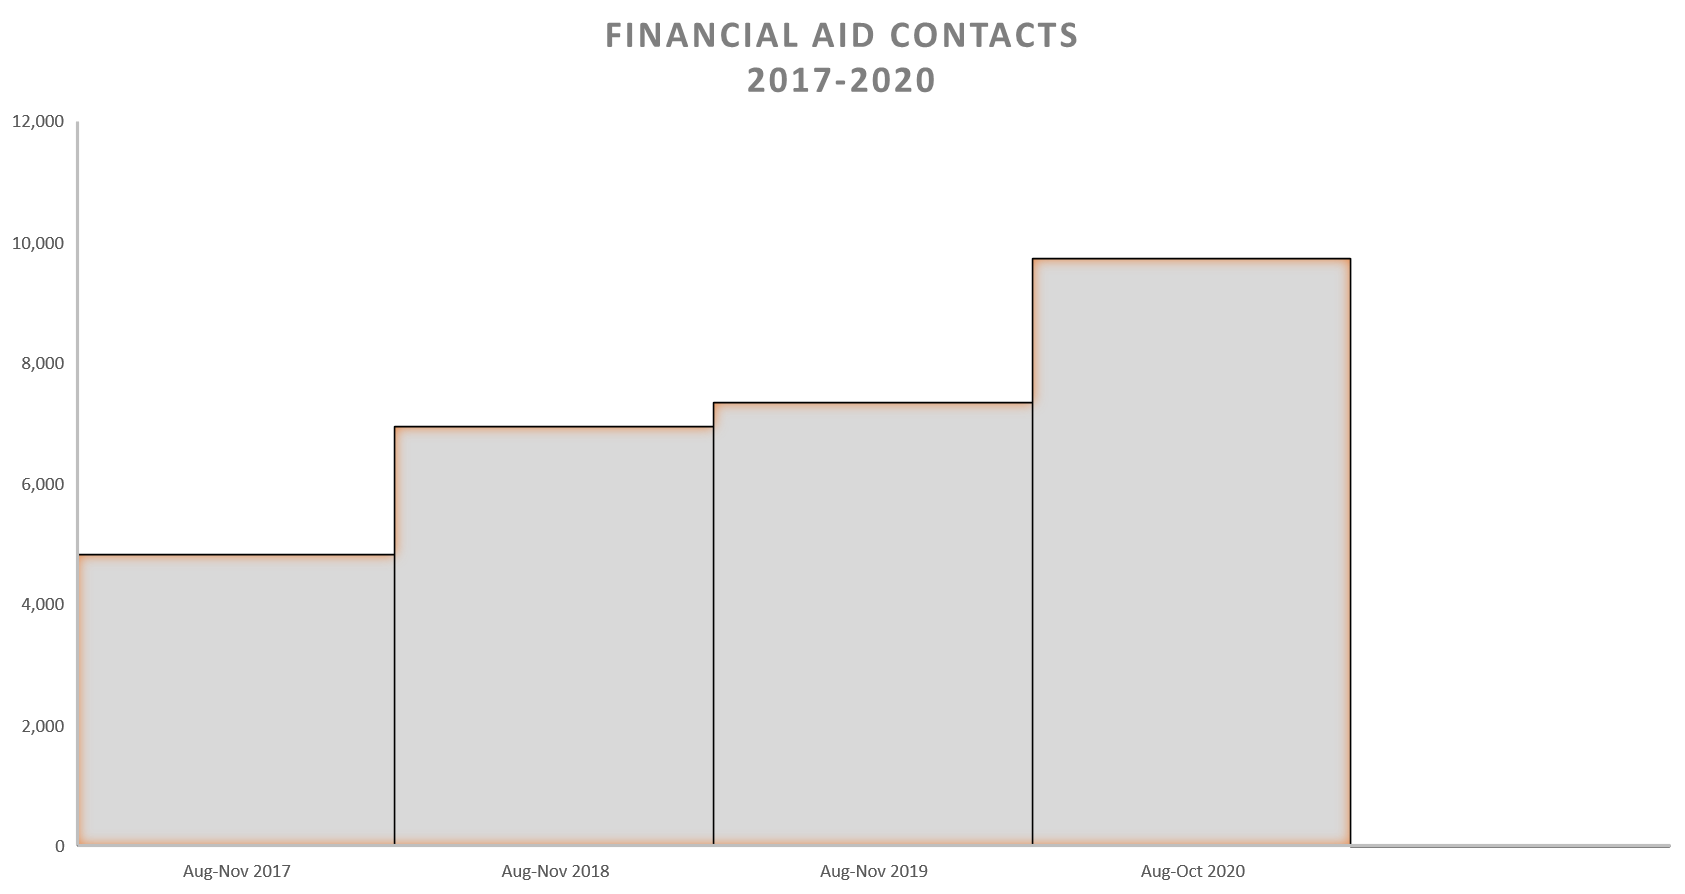 FINANCIAL AID CONTACTS
2017-2020
12,000
10,000
8,000
6,000
4,000
2,000
0
Aug-Nov 2017
Aug-Nov 2018
Aug-Nov 2019
Aug-Oct 2020